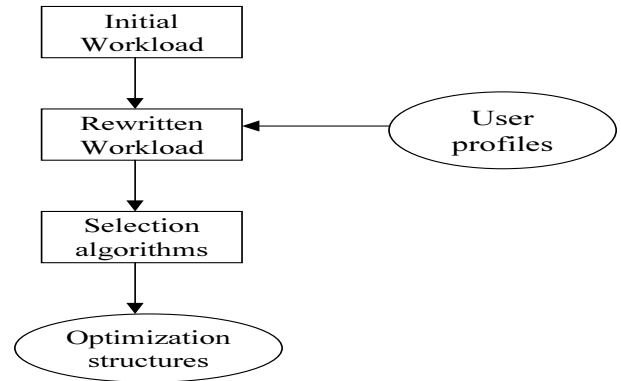 Initial
Workload
Rewritten
Workload
User
profiles
Selection
algorithms
Optimization
structures